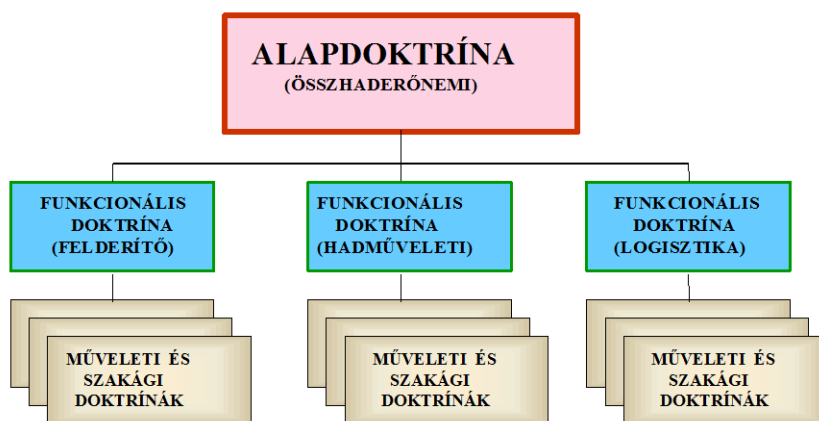 ALAPDOKTRÍNA
(ÖSSZHADERŐNEMI)
FUNKCIONÁLIS
DOKTRÍNA
(FELDERÍTŐ)
FUNKCIONÁLIS
DOKTRÍNA
(HADMŰVELETI)
FUNKCIONÁLIS
DOKTRÍNA
(LOGISZTIKA)
MŰVELETI ÉS
SZAKÁGI
DOKTRÍNÁK
MŰVELETI ÉS
SZAKÁGI
DOKTRÍNÁK
MŰVELETI ÉS
SZAKÁGI
DOKTRÍNÁK